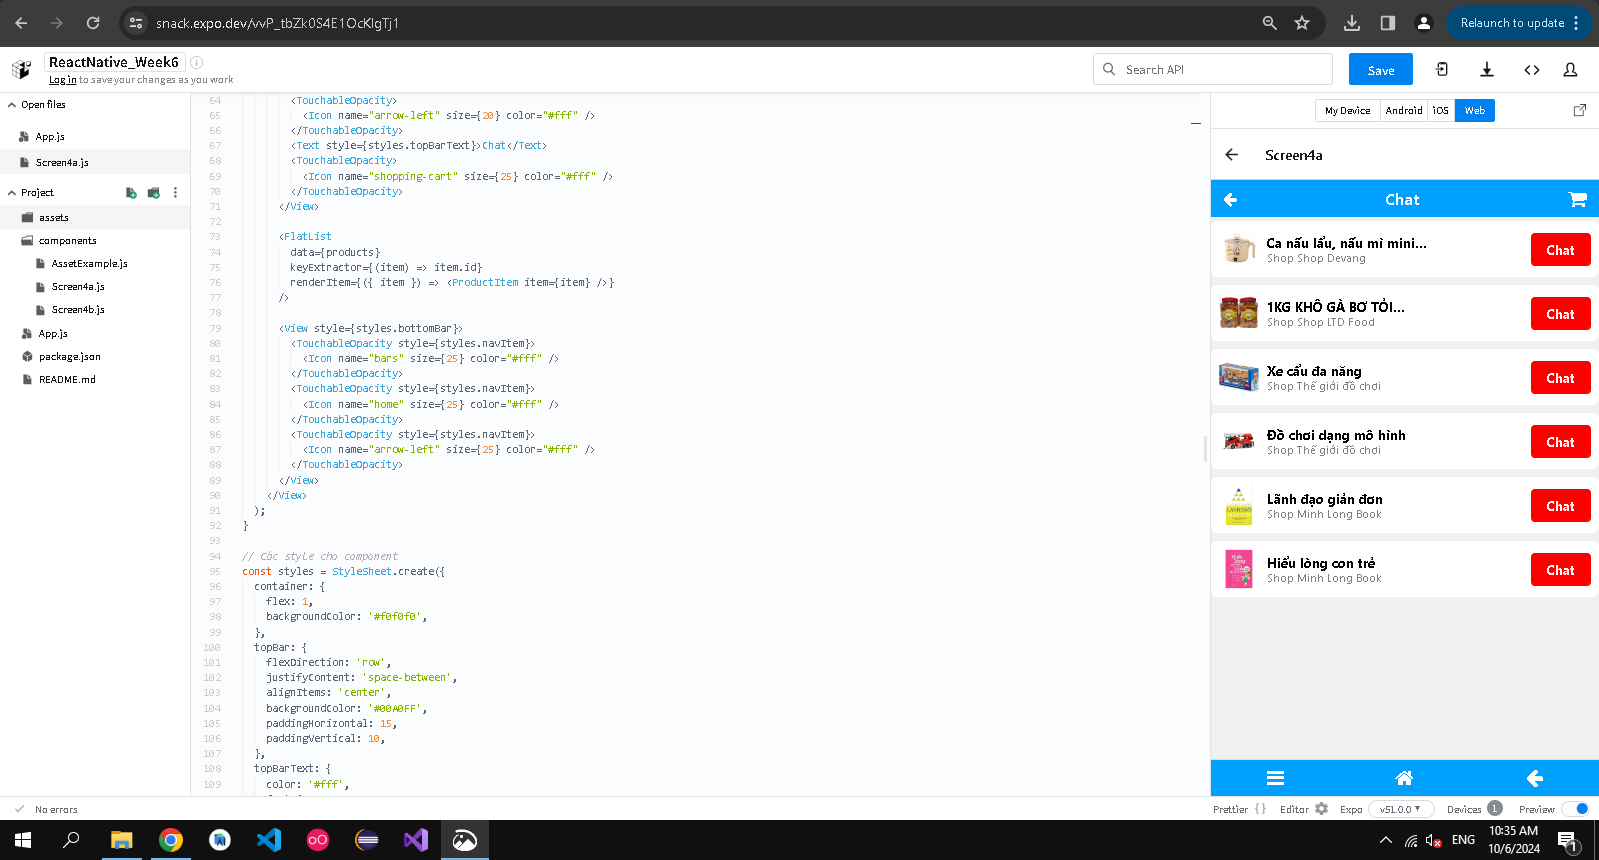 snack.expo.dev/vvP_tbZk0S4E1OcKlgTj1
Relaunch to update
ReactNative_Week6
Log in to save your changes as you work
Search API
Save
Open files
App.js
Screen4a.js
Project
assets
components
AssetExample.js
Screen4a.js
Screen4b.js
App.js
package.json
README.md
64 <TouchableOpacity>
65 <Icon name="arrow-left" size={20} color="#fff" />
66 </TouchableOpacity>
67 <Text style={styles.topBarText}>Chat</Text>
68 <TouchableOpacity>
69 <Icon name="shopping-cart" size={25} color="#fff" />
70 </TouchableOpacity>
71 </View>
72
73 <FlatList
74 data={products}
75 keyExtractor={(item) => item.id}
76 renderItem={({ item }) => <ProductItem item={item} />}
77 />
78
79 <View style={styles.bottomBar}>
80 <TouchableOpacity style={styles.navItem}>
81 <Icon name="bars" size={25} color="#fff" />
82 </TouchableOpacity>
83 <TouchableOpacity style={styles.navItem}>
84 <Icon name="home" size={25} color="#fff" />
85 </TouchableOpacity>
86 <TouchableOpacity style={styles.navItem}>
87 <Icon name="arrow-left" size={25} color="#fff" />
88 </TouchableOpacity>
89 </View>
90 </View>
91 );
92 }
93
94 // Các style cho component
95 const styles = StyleSheet.create({
96 container: {
97 flex: 1,
98 backgroundColor: '#f0f0f0',
99 },
100 topBar: {
101 flexDirection: 'row',
102 justifyContent: 'space-between',
103 alignItems: 'center',
104 backgroundColor: '#00A0FF',
105 paddingHorizontal: 15,
106 paddingVertical: 10,
107 },
108 topBarText: {
109 color: '#fff',
My Device Android iOS Web
Screen4a
Chat
Ca nấu lẩu, nấu mì mini...
Shop Shop Devang
Chat
1KG KHÔ GÀ BƠ TỎI...
Shop Shop LTD Food
Chat
Xe cẩu đa năng
Shop Thế giới đồ chơi
Chat
Đồ chơi dạng mô hình
Shop Thế giới đồ chơi
Chat
Lãnh đạo giản đơn
Shop Minh Long Book
Chat
Hiểu lòng con trẻ
Shop Minh Long Book
Chat
No errors
Prettier {} Editor Expo v51.0.0 Devices 1 Preview
ENG
10:35 AM
10/6/2024
1